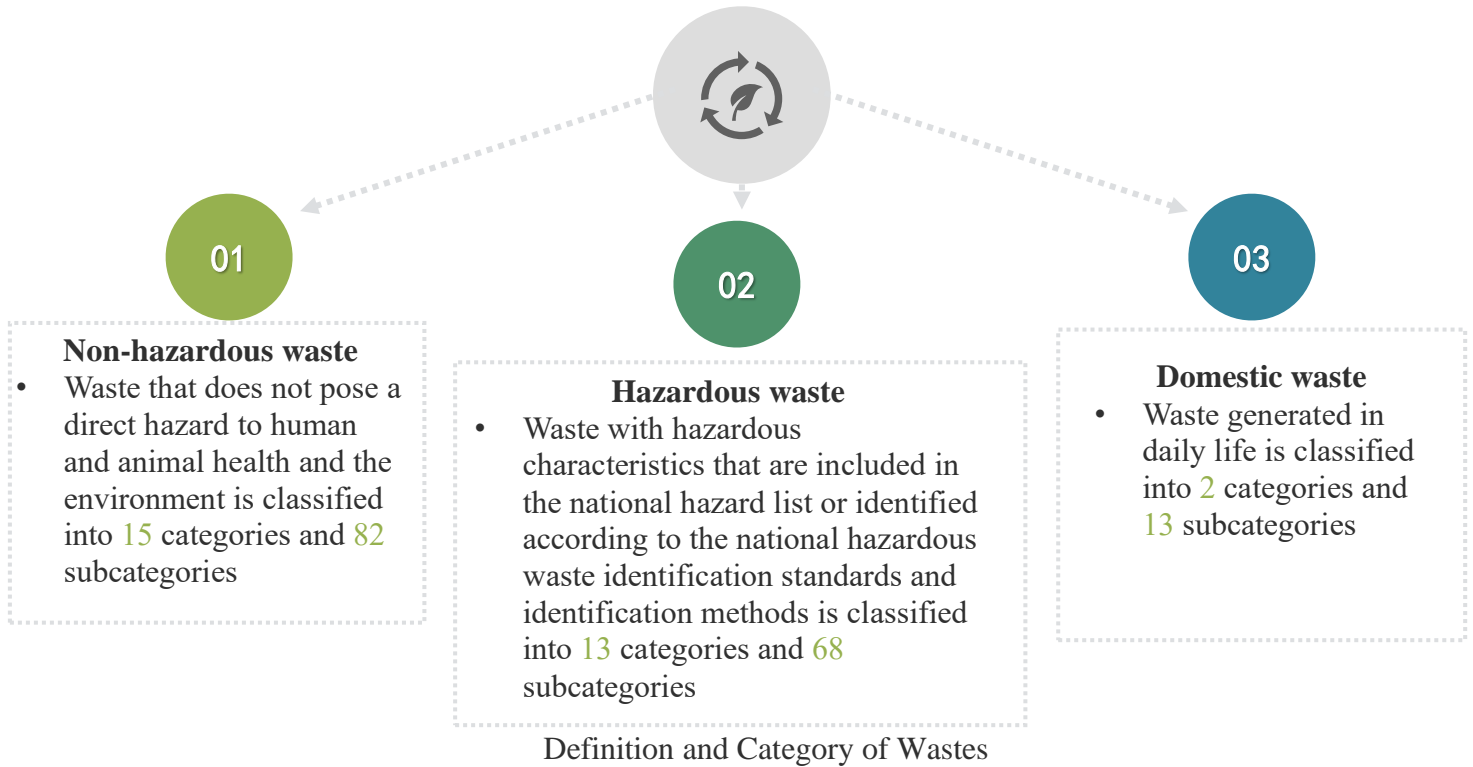 01
Non-hazardous waste
• Waste that does not pose a
direct hazard to human
and animal health and the
environment is classified
into 15 categories and 82
subcategories
02
Hazardous waste
• Waste with hazardous
characteristics that are included in
the national hazard list or identified
according to the national hazardous
waste identification standards and
identification methods is classified
into 13 categories and 68
subcategories
03
Domestic waste
• Waste generated in
daily life is classified
into 2 categories and
13 subcategories
Definition and Category of Wastes